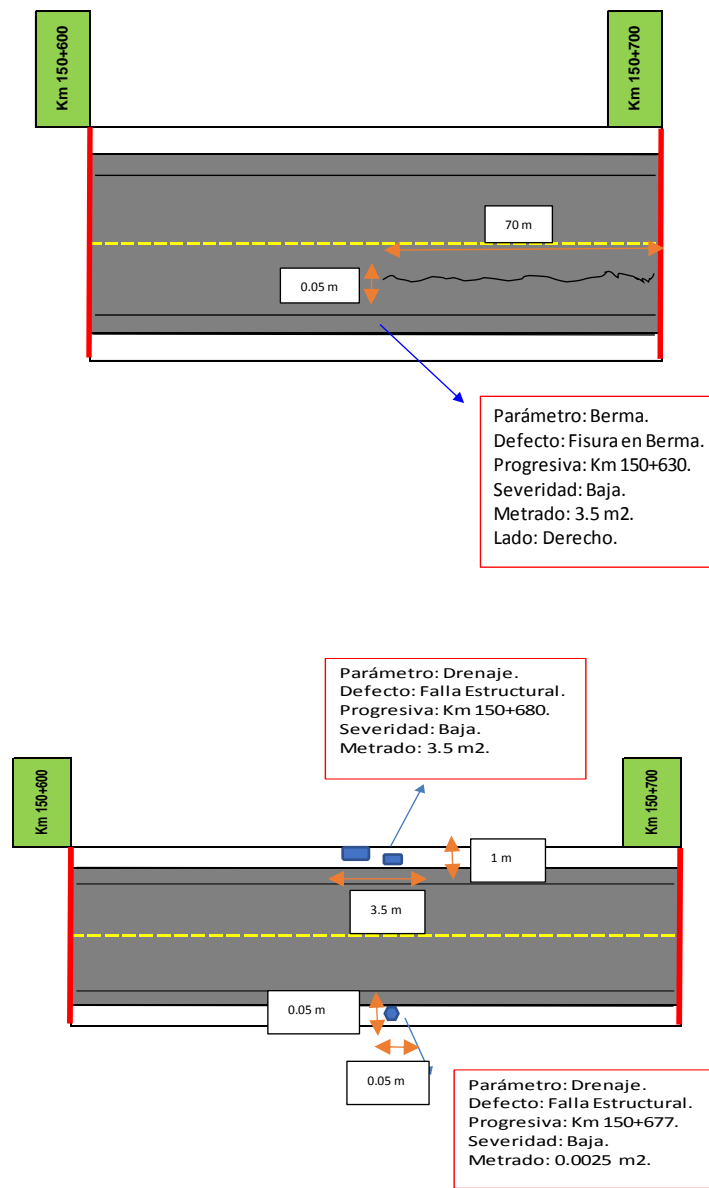 Km 150+600
Km 150+700
70 m
0.05 m
Parámetro: Berma.
Defecto: Fisura en Berma.
Progresiva: Km 150+630.
Severidad: Baja.
Metrado: 3.5 m2.
Lado: Derecho.
Parámetro: Drenaje.
Defecto: Falla Estructural.
Progresiva: Km 150+680.
Severidad: Baja.
Metrado: 3.5 m2.
Km 150+600
Km 150+700
1 m
3.5 m
0.05 m
0.05 m
Parámetro: Drenaje.
Defecto: Falla Estructural.
Progresiva: Km 150+677.
Severidad: Baja.
Metrado: 0.0025 m2.